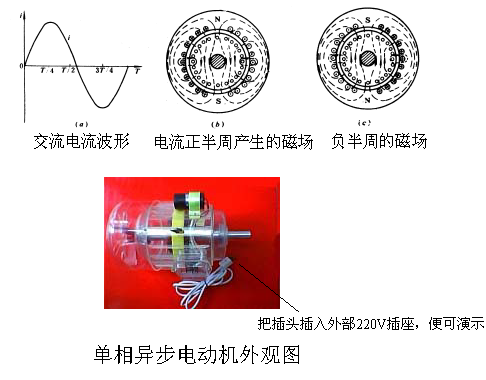 i
i
0
T/4 T/2 3T/4 T
(a)
N
S
(b)
S
N
(c)
交流电流波形
电流正半周产生的磁场
负半周的磁场
把插头插入外部220V插座，便可演示
单相异步电动机外观图